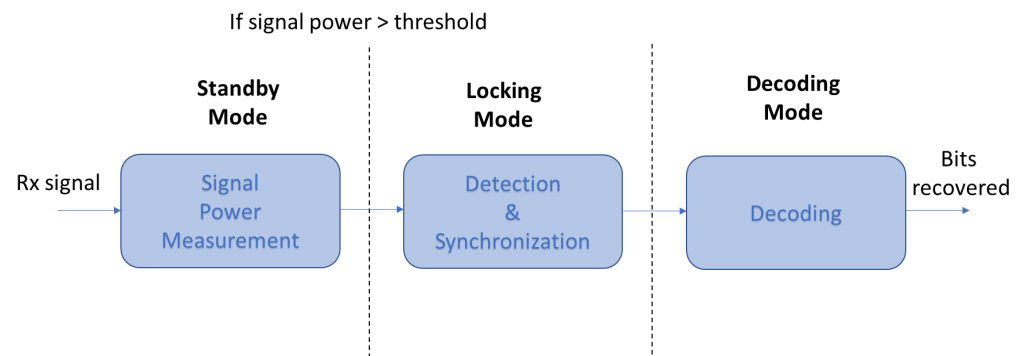 If signal power > threshold
Standby
Mode
Locking
Mode
Decoding
Mode
Rx signal
Signal
Power
Measurement
Detection
&
Synchronization
Decoding
Bits
recovered